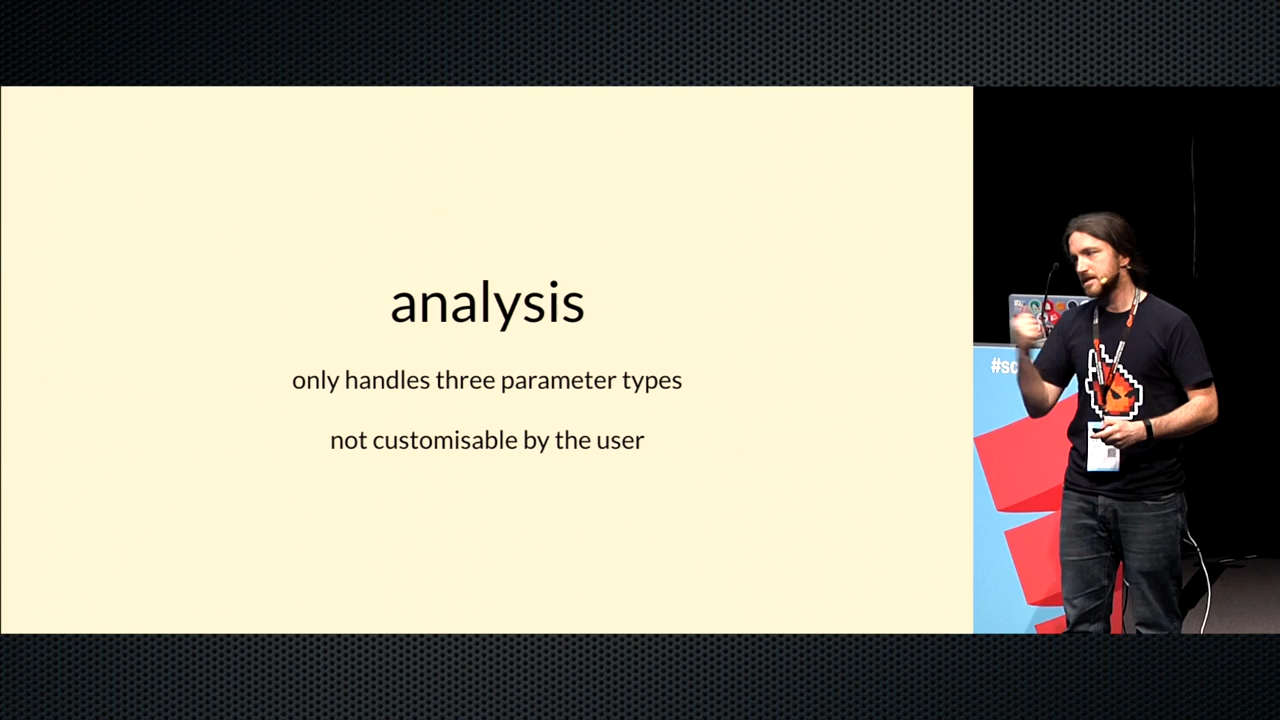 analysis
only handles three parameter types
not customisable by the user
#sc